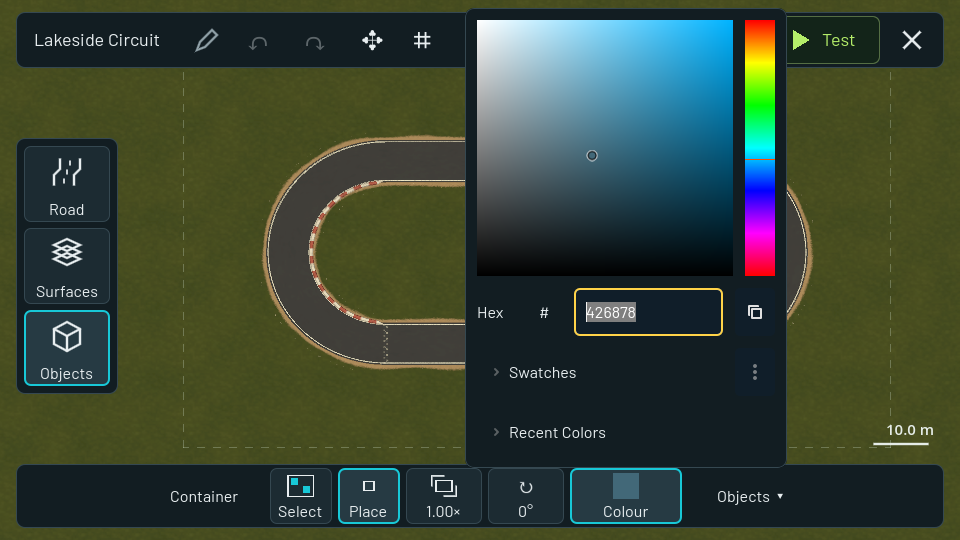 Lakeside Circuit
Test
Road
Surfaces
Objects
Hex # 426878
Swatches
Recent Colors
10.0 m
Container
Select
Place
1.00×
0°
Colour
Objects